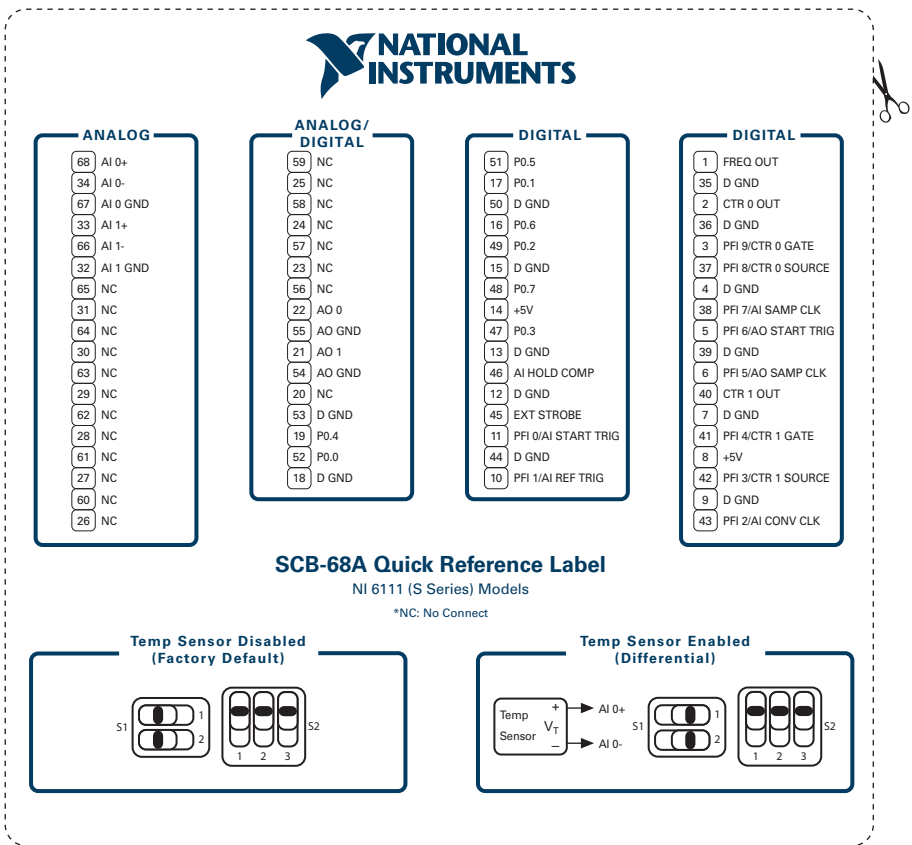 NATIONAL
INSTRUMENTS
ANALOG
68 AI 0+
34 AI 0-
67 AI 0 GND
33 AI 1+
66 AI 1-
32 AI 1 GND
65 NC
31 NC
64 NC
30 NC
63 NC
29 NC
62 NC
28 NC
61 NC
27 NC
60 NC
26 NC
ANALOG/
DIGITAL
59 NC
25 NC
58 NC
24 NC
57 NC
23 NC
56 NC
22 AO 0
55 AO GND
21 AO 1
54 AO GND
20 NC
53 D GND
19 P0.4
52 P0.0
18 D GND
DIGITAL
51 P0.5
17 P0.1
50 D GND
16 P0.6
49 P0.2
15 D GND
48 P0.7
14 +5V
47 P0.3
13 D GND
46 AI HOLD COMP
12 D GND
45 EXT STROBE
11 PFI 0/AI START TRIG
44 D GND
10 PFI 1/AI REF TRIG
DIGITAL
1 FREQ OUT
35 D GND
2 CTR 0 OUT
36 D GND
3 PFI 9/CTR 0 GATE
37 PFI 8/CTR 0 SOURCE
4 D GND
38 PFI 7/AI SAMP CLK
5 PFI 6/AO START TRIG
39 D GND
6 PFI 5/AO SAMP CLK
40 CTR 1 OUT
7 D GND
41 PFI 4/CTR 1 GATE
8 +5V
42 PFI 3/CTR 1 SOURCE
9 D GND
43 PFI 2/AI CONV CLK
SCB-68A Quick Reference Label
NI 6111 (S Series) Models
*NC: No Connect
Temp Sensor Disabled
(Factory Default)
S1
1
2
S2
1 2 3
Temp Sensor Enabled
(Differential)
Temp
Sensor
+
VT
–
AI 0+
AI 0-
S1
1
2
S2
1 2 3